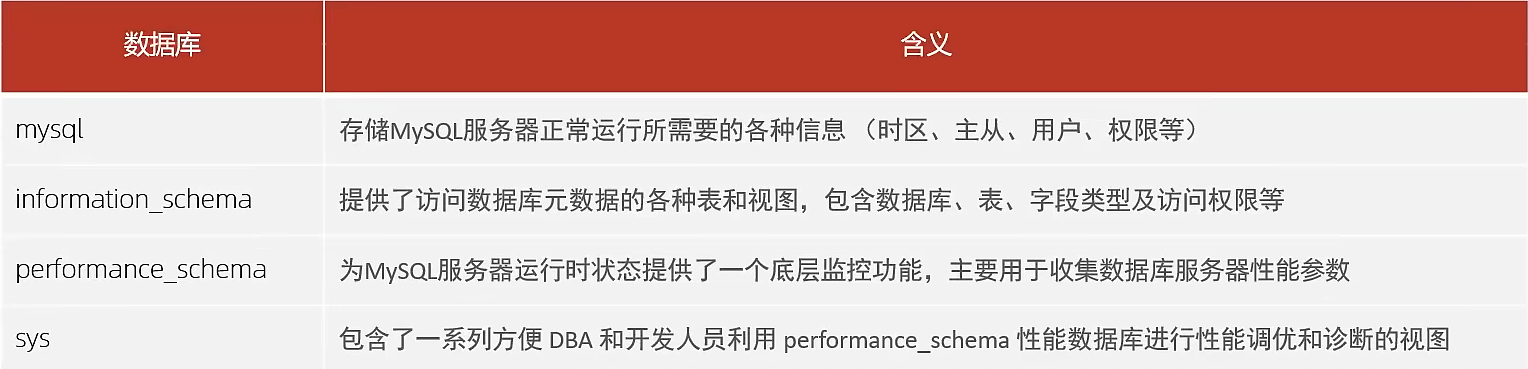 数据库 含义
mysql 存储MySQL服务器正常运行所需要的各种信息 （时区、主从、用户、权限等）
information_schema 提供了访问数据库元数据的各种表和视图，包含数据库、表、字段类型及访问权限等
performance_schema 为MySQL服务器运行时状态提供了一个底层监控功能，主要用于收集数据库服务器性能参数
sys 包含了一系列方便 DBA 和开发人员利用 performance_schema 性能数据库进行性能调优和诊断的视图